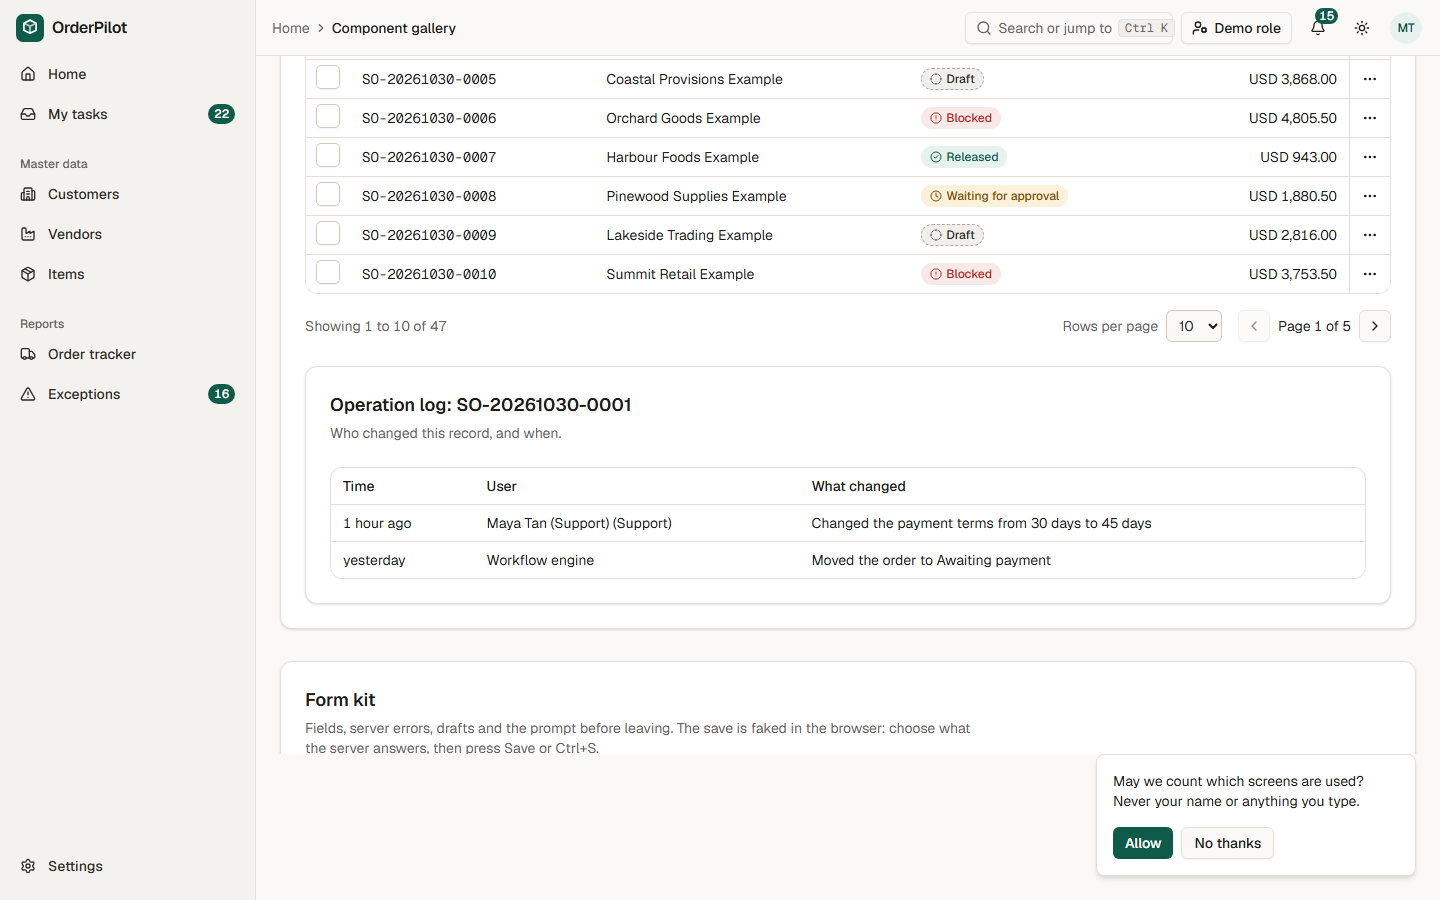 OrderPilot
Home
My tasks 22
Master data
Customers
Vendors
Items
Reports
Order tracker
Exceptions 16
Settings
Home > Component gallery
Search or jump to Ctrl K
Demo role
15
MT
SO-20261030-0005 Coastal Provisions Example Draft USD 3,868.00
SO-20261030-0006 Orchard Goods Example Blocked USD 4,805.50
SO-20261030-0007 Harbour Foods Example Released USD 943.00
SO-20261030-0008 Pinewood Supplies Example Waiting for approval USD 1,880.50
SO-20261030-0009 Lakeside Trading Example Draft USD 2,816.00
SO-20261030-0010 Summit Retail Example Blocked USD 3,753.50
Showing 1 to 10 of 47
Rows per page 10 Page 1 of 5
Operation log: SO-20261030-0001
Who changed this record, and when.
Time User What changed
1 hour ago Maya Tan (Support) (Support) Changed the payment terms from 30 days to 45 days
yesterday Workflow engine Moved the order to Awaiting payment
Form kit
Fields, server errors, drafts and the prompt before leaving. The save is faked in the browser: choose what
the server answers, then press Save or Ctrl+S.
May we count which screens are used?
Never your name or anything you type.
Allow
No thanks